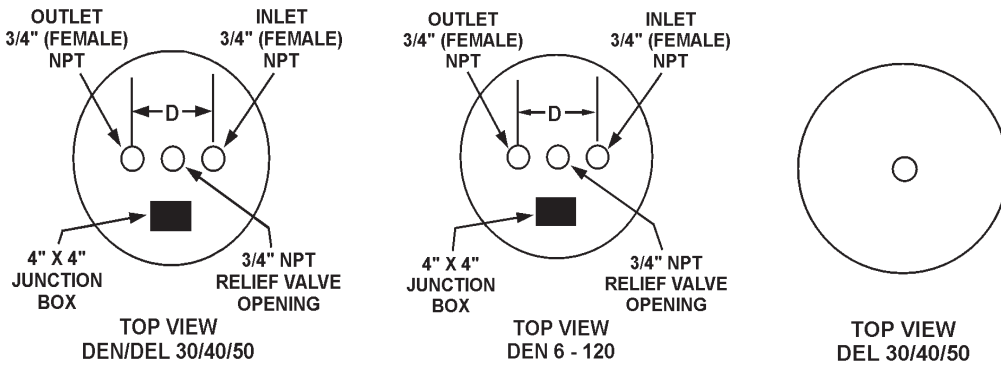 OUTLET
3/4" (FEMALE)
NPT
INLET
3/4" (FEMALE)
NPT
D
4" X 4"
JUNCTION
BOX
3/4" NPT
RELIEF VALVE
OPENING
TOP VIEW
DEN/DEL 30/40/50
OUTLET
3/4" (FEMALE)
NPT
INLET
3/4" (FEMALE)
NPT
D
4" X 4"
JUNCTION
BOX
3/4" NPT
RELIEF VALVE
OPENING
TOP VIEW
DEN 6 - 120
TOP VIEW
DEL 30/40/50